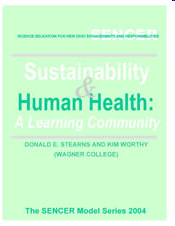 SENCER
SCIENCE EDUCATION FOR NEW CIVIC ENGAGEMENTS AND RESPONSIBILITIES
Sustainability
&
Human Health:
A Learning Community
DONALD E. STEARNS AND KIM WORTHY
(WAGNER COLLEGE)
The SENCER Model Series 2004